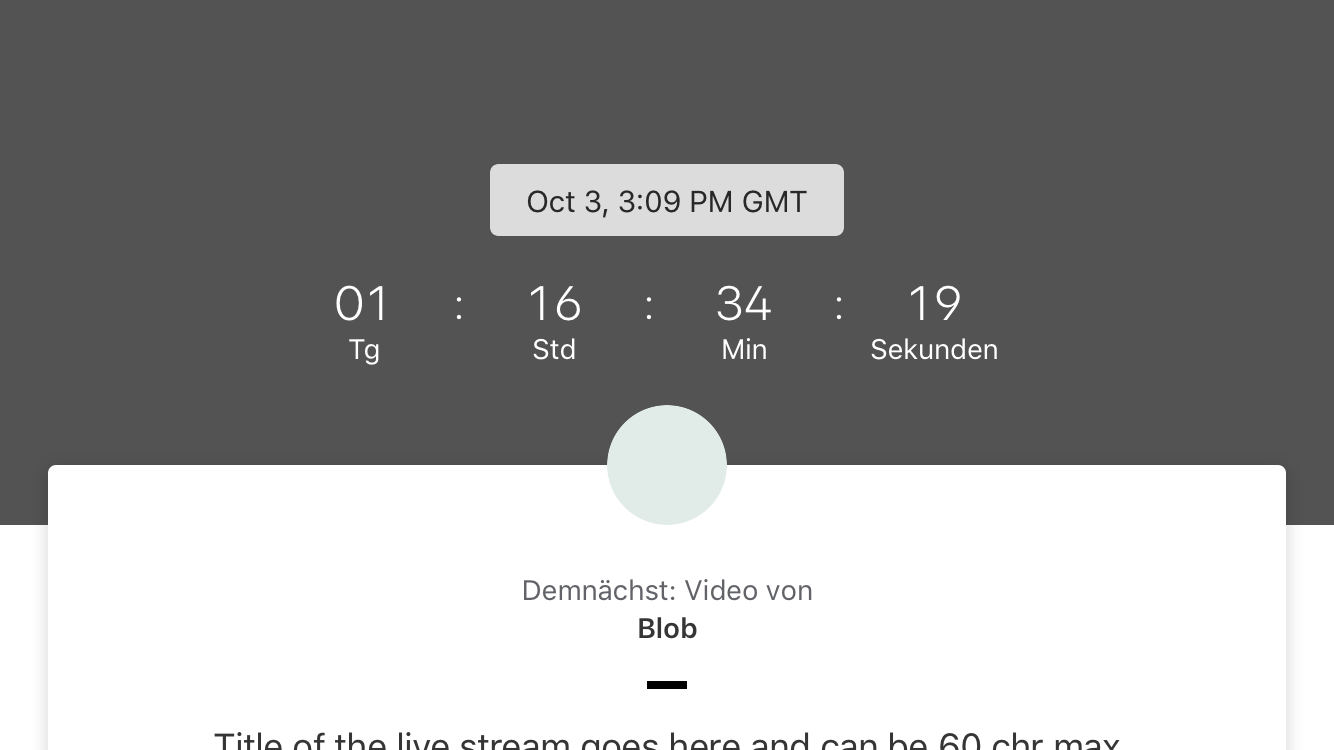 Oct 3, 3:09 PM GMT
01 : 16 : 34 : 19
Tg Std Min Sekunden
Demnächst: Video von
Blob
Title of the live stream goes here and can be 60 chr max